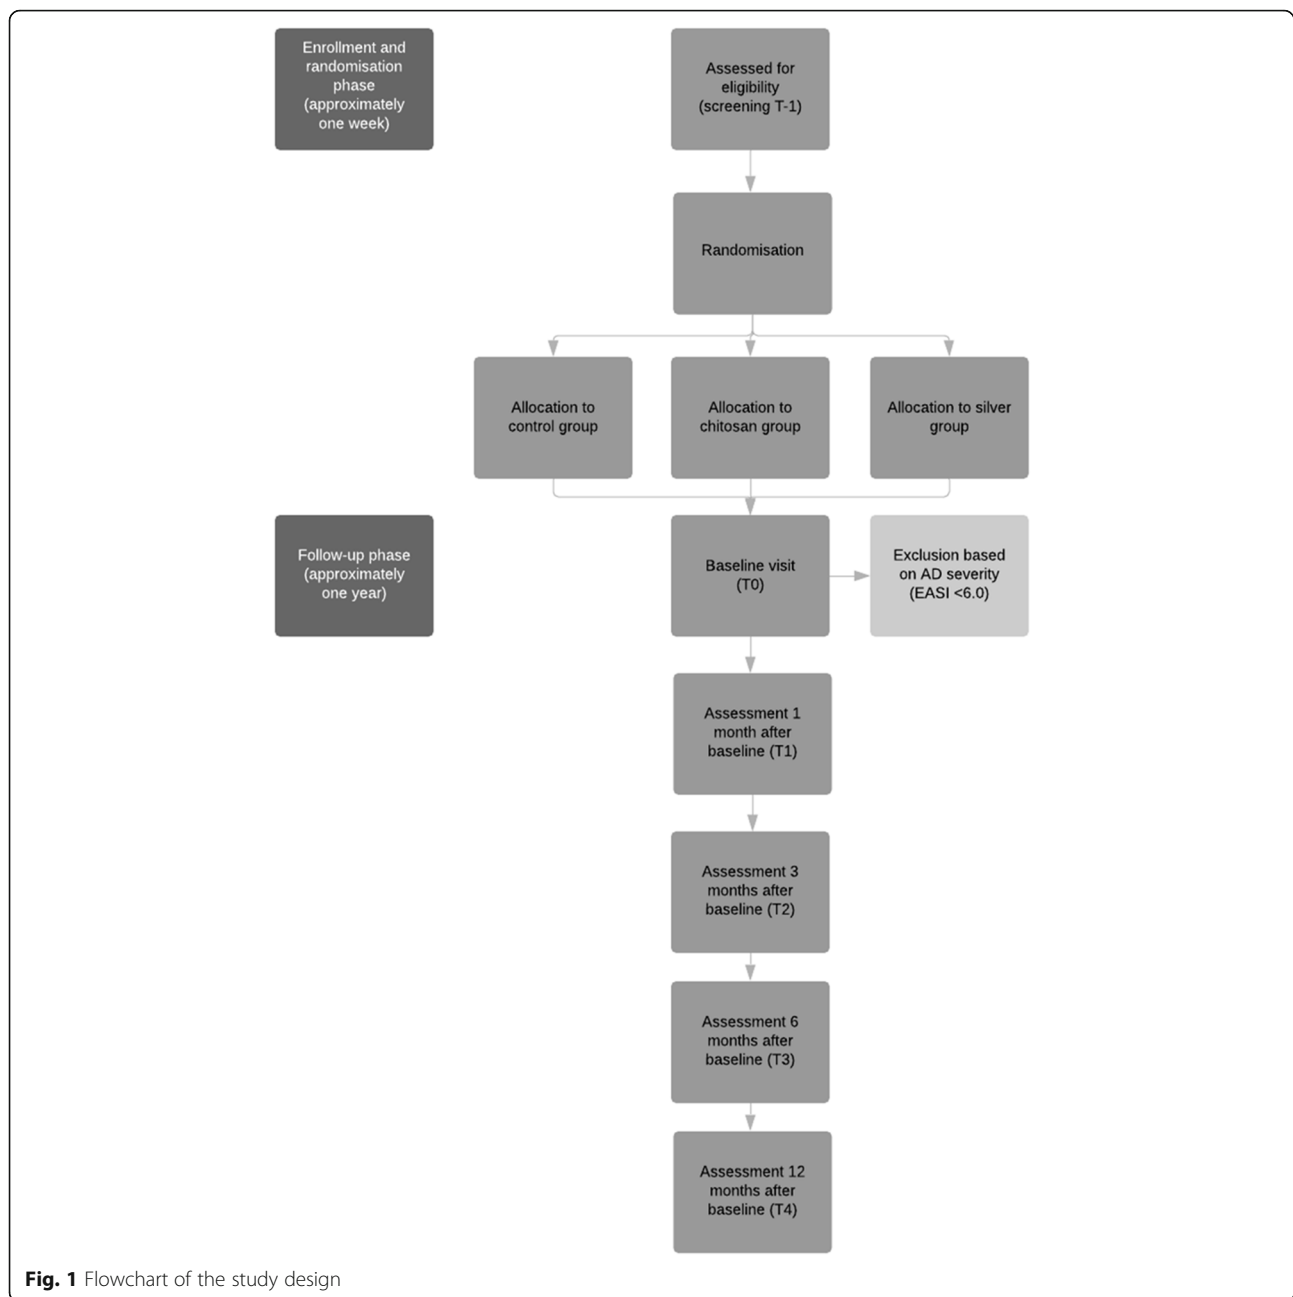 Enrollment and
randomisation
phase
(approximately
one week)
Assessed for
eligibility
(screening T-1)
Randomisation
Allocation to
control group
Allocation to
chitosan group
Allocation to silver
group
Follow-up phase
(approximately
one year)
Baseline visit
(T0)
Exclusion based
on AD severity
(EASI <6.0)
Assessment 1
month after
baseline (T1)
Assessment 3
months after
baseline (T2)
Assessment 6
months after
baseline (T3)
Assessment 12
months after
baseline (T4)
Fig. 1 Flowchart of the study design